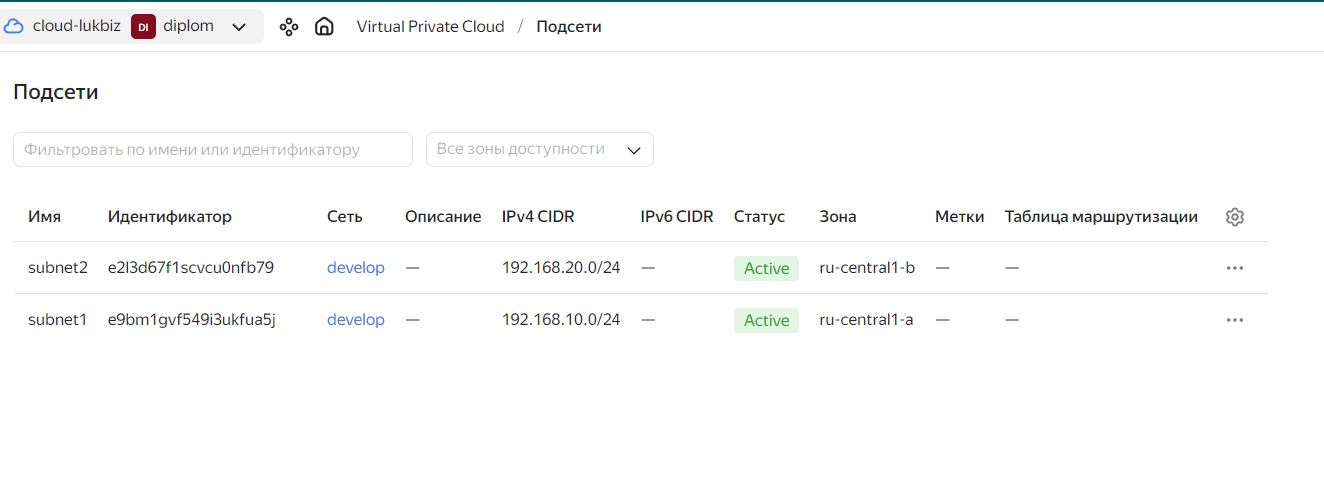 cloud-lukbiz DI diplom Virtual Private Cloud / Подсети
Подсети
Фильтровать по имени или идентификатору Все зоны доступности
Имя Идентификатор Сеть Описание IPv4 CIDR IPv6 CIDR Статус Зона Метки Таблица маршрутизации
subnet2 e2l3d67f1scvcu0nfb79 develop — 192.168.20.0/24 — Active ru-central1-b — —
subnet1 e9bm1gvf549i3ukfua5j develop — 192.168.10.0/24 — Active ru-central1-a — —